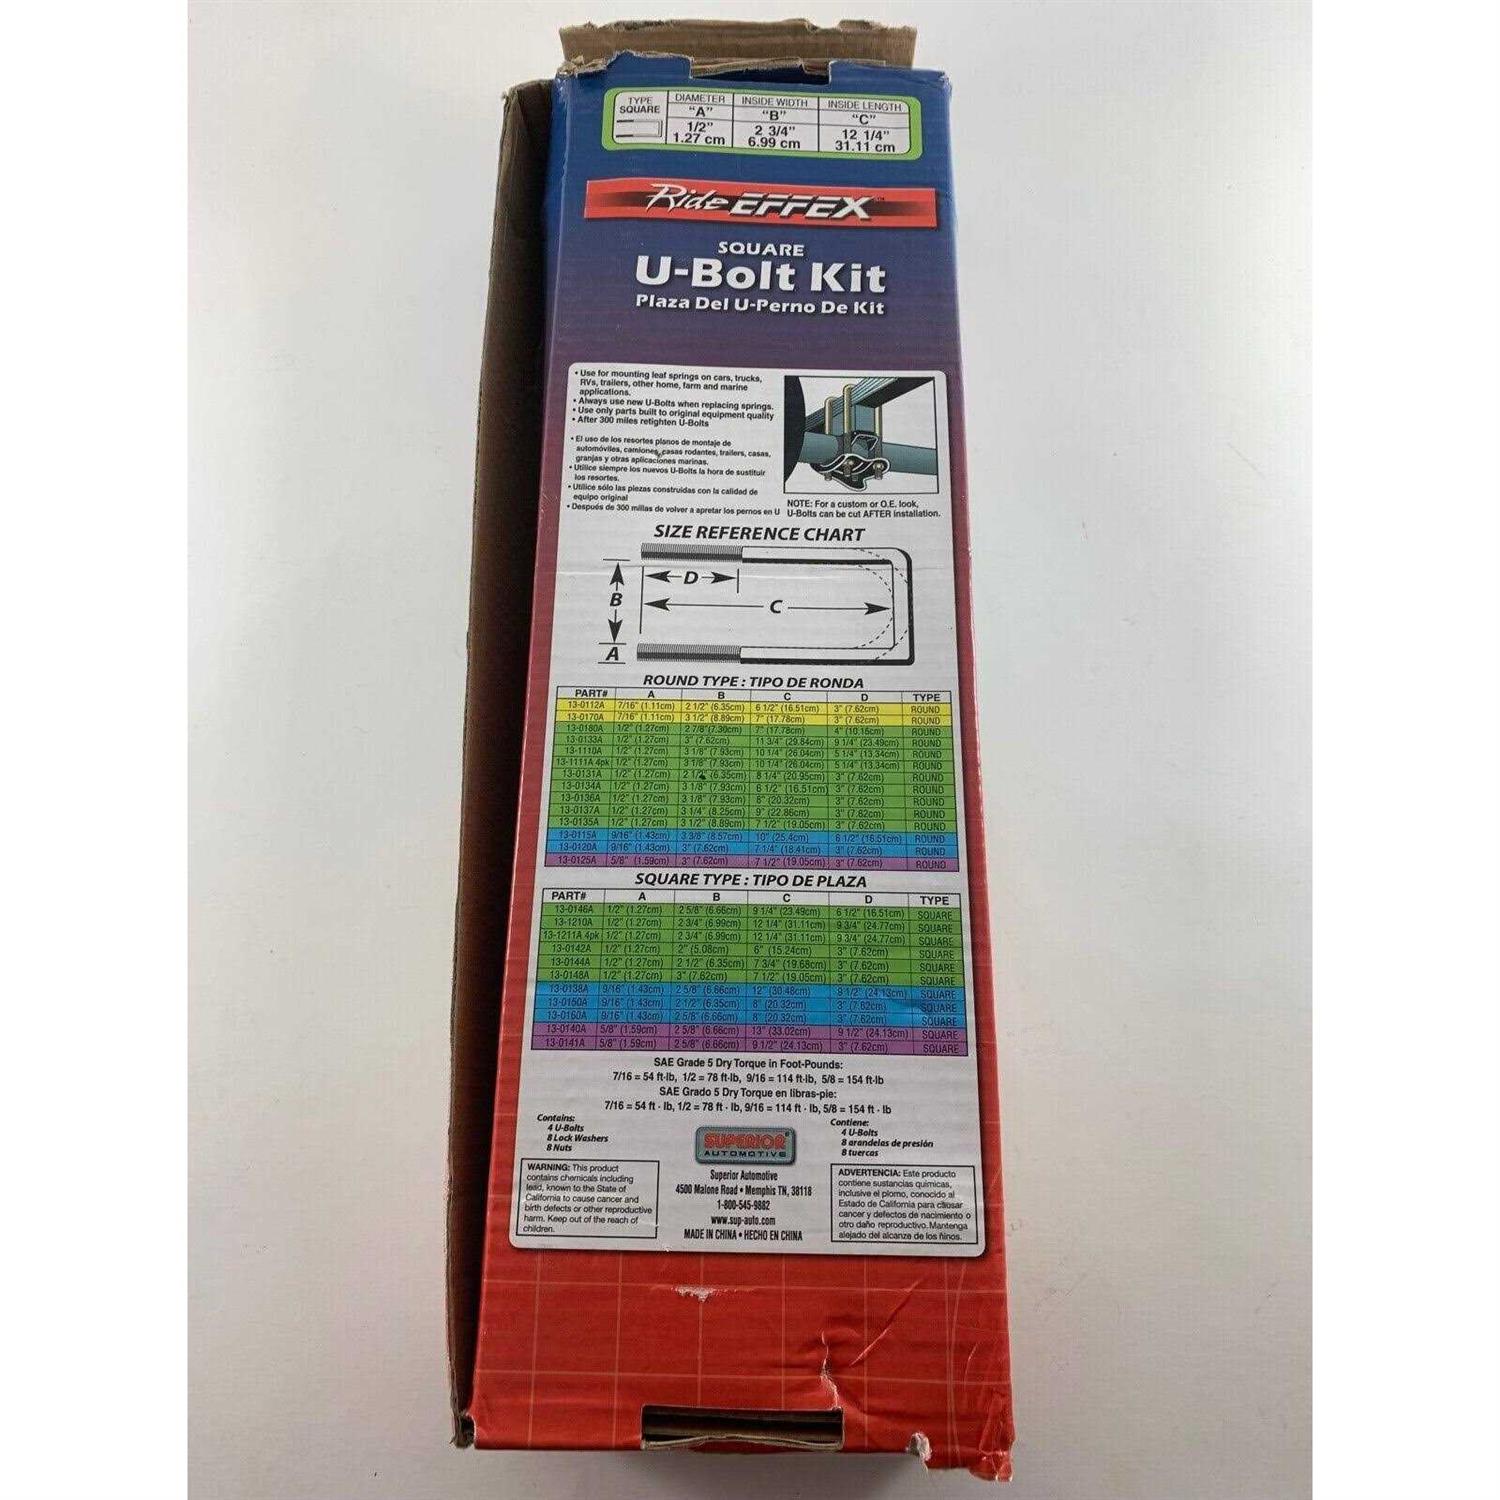 TYPE SQUARE DIAMETER "A" INSIDE WIDTH "B" INSIDE LENGTH "C"
1/2" 2 3/4" 12 1/4"
1.27 cm 6.99 cm 31.11 cm
Ride EFFEX
SQUARE
U-Bolt Kit
Plaza Del U-Perno De Kit
• Use for mounting leaf springs on cars, trucks,
RVs, trailers, other home, farm and marine
applications.
• Always use new U-Bolts when replacing springs.
• Use only parts built to original equipment quality
• After 300 miles retighten U-Bolts
• El uso de los resortes planos de montaje de
automóviles, camiones, casas rodantes, trailers, casas,
granjas y otras aplicaciones marinas.
• Utilice siempre los nuevos U-Bolts la hora de sustituir
los resortes.
• Utilice sólo las piezas construidas con la calidad de
equipo original
• Después de 300 millas de volver a apretar los pernos en U
NOTE: For a custom or O.E. look,
U-Bolts can be cut AFTER installation.
SIZE REFERENCE CHART
D
B
C
A
ROUND TYPE : TIPO DE RONDA
PART# A B C D TYPE
13-0112A 7/16" (1.11cm) 2 1/2" (6.35cm) 6 1/2" (16.51cm) 3" (7.62cm) ROUND
13-0170A 7/16" (1.11cm) 3 1/2" (8.89cm) 7" (17.78cm) 3" (7.62cm) ROUND
13-0180A 1/2" (1.27cm) 2 7/8" (7.30cm) 7" (17.78cm) 4" (10.16cm) ROUND
13-0133A 1/2" (1.27cm) 3" (7.62cm) 11 3/4" (29.84cm) 9 1/4" (23.49cm) ROUND
13-1110A 1/2" (1.27cm) 3 1/8" (7.93cm) 10 1/4" (26.04cm) 5 1/4" (13.34cm) ROUND
13-1111A 4pk 1/2" (1.27cm) 3 1/8" (7.93cm) 10 1/4" (26.04cm) 5 1/4" (13.34cm) ROUND
13-0131A 1/2" (1.27cm) 2 1/2" (6.35cm) 8 1/4" (20.95cm) 3" (7.62cm) ROUND
13-0134A 1/2" (1.27cm) 3 1/8" (7.93cm) 6 1/2" (16.51cm) 3" (7.62cm) ROUND
13-0136A 1/2" (1.27cm) 3 1/8" (7.93cm) 8" (20.32cm) 3" (7.62cm) ROUND
13-0137A 1/2" (1.27cm) 3 1/4" (8.25cm) 9" (22.86cm) 3" (7.62cm) ROUND
13-0135A 1/2" (1.27cm) 3 1/2" (8.89cm) 7 1/2" (19.05cm) 3" (7.62cm) ROUND
13-0115A 9/16" (1.43cm) 3 3/8" (8.57cm) 10" (25.4cm) 6 1/2" (16.51cm) ROUND
13-0120A 9/16" (1.43cm) 3" (7.62cm) 7 1/4" (18.41cm) 3" (7.62cm) ROUND
13-0125A 5/8" (1.59cm) 3" (7.62cm) 7 1/2" (19.05cm) 3" (7.62cm) ROUND
SQUARE TYPE : TIPO DE PLAZA
PART# A B C D TYPE
13-0146A 1/2" (1.27cm) 2 5/8" (6.66cm) 9 1/4" (23.49cm) 6 1/2" (16.51cm) SQUARE
13-1210A 1/2" (1.27cm) 2 3/4" (6.99cm) 12 1/4" (31.11cm) 9 3/4" (24.77cm) SQUARE
13-1211A 4pk 1/2" (1.27cm) 2 3/4" (6.99cm) 12 1/4" (31.11cm) 9 3/4" (24.77cm) SQUARE
13-0142A 1/2" (1.27cm) 2" (5.08cm) 6" (15.24cm) 3" (7.62cm) SQUARE
13-0144A 1/2" (1.27cm) 2 1/2" (6.35cm) 7 3/4" (19.68cm) 3" (7.62cm) SQUARE
13-0148A 1/2" (1.27cm) 3" (7.62cm) 7 1/2" (19.05cm) 3" (7.62cm) SQUARE
13-0138A 9/16" (1.43cm) 2 5/8" (6.66cm) 12" (30.48cm) 9 1/2" (24.13cm) SQUARE
13-0150A 9/16" (1.43cm) 2 1/2" (6.35cm) 8" (20.32cm) 3" (7.62cm) SQUARE
13-0160A 9/16" (1.43cm) 2 5/8" (6.66cm) 8" (20.32cm) 3" (7.62cm) SQUARE
13-0140A 5/8" (1.59cm) 2 5/8" (6.66cm) 13" (33.02cm) 9 1/2" (24.13cm) SQUARE
13-0141A 5/8" (1.59cm) 2 5/8" (6.66cm) 9 1/2" (24.13cm) 3" (7.62cm) SQUARE
SAE Grade 5 Dry Torque in Foot-Pounds:
7/16 = 54 ft-lb, 1/2 = 78 ft-lb, 9/16 = 114 ft-lb, 5/8 = 154 ft-lb
SAE Grado 5 Dry Torque en libras-pie:
7/16 = 54 ft - lb, 1/2 = 78 ft - lb, 9/16 = 114 ft - lb, 5/8 = 154 ft - lb
Contains:
4 U-Bolts
8 Lock Washers
8 Nuts
Contiene:
4 U-Bolts
8 arandelas de presión
8 tuercas
WARNING: This product
contains chemicals including
lead, known to the State of
California to cause cancer and
birth defects or other reproductive
harm. Keep out of the reach of
children.
SUPERIOR
AUTOMOTIVE
Superior Automotive
4500 Malone Road • Memphis TN, 38118
1-800-545-9882
www.sup-auto.com
MADE IN CHINA • HECHO EN CHINA
ADVERTENCIA: Este producto
contiene sustancias químicas,
inclusive el plomo, conocido al
Estado de California para causar
cancer y defectos de nacimiento o
otro daño reproductivo. Mantenga
alejado del alcance de los ninos.